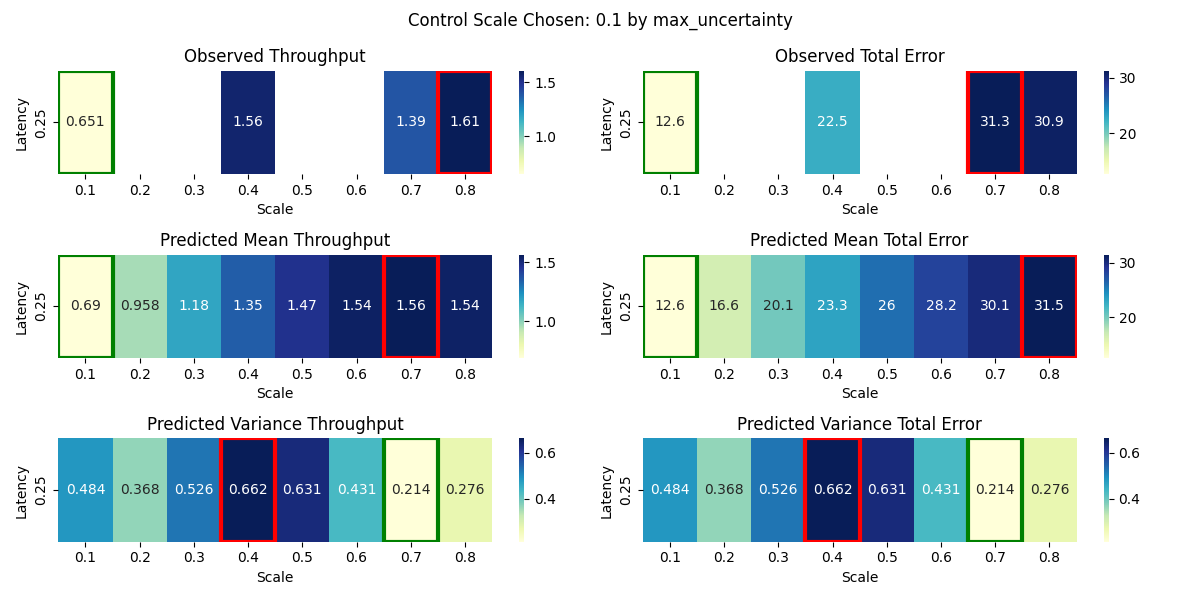 Control Scale Chosen: 0.1 by max_uncertainty
Observed Throughput
Latency
0.25
0.651 1.56 1.39 1.61
0.1 0.2 0.3 0.4 0.5 0.6 0.7 0.8
Scale
1.5
1.0
Observed Total Error
Latency
0.25
12.6 22.5 31.3 30.9
0.1 0.2 0.3 0.4 0.5 0.6 0.7 0.8
Scale
30
20
Predicted Mean Throughput
Latency
0.25
0.69 0.958 1.18 1.35 1.47 1.54 1.56 1.54
0.1 0.2 0.3 0.4 0.5 0.6 0.7 0.8
Scale
1.5
1.0
Predicted Mean Total Error
Latency
0.25
12.6 16.6 20.1 23.3 26 28.2 30.1 31.5
0.1 0.2 0.3 0.4 0.5 0.6 0.7 0.8
Scale
30
20
Predicted Variance Throughput
Latency
0.25
0.484 0.368 0.526 0.662 0.631 0.431 0.214 0.276
0.1 0.2 0.3 0.4 0.5 0.6 0.7 0.8
Scale
0.6
0.4
Predicted Variance Total Error
Latency
0.25
0.484 0.368 0.526 0.662 0.631 0.431 0.214 0.276
0.1 0.2 0.3 0.4 0.5 0.6 0.7 0.8
Scale
0.6
0.4